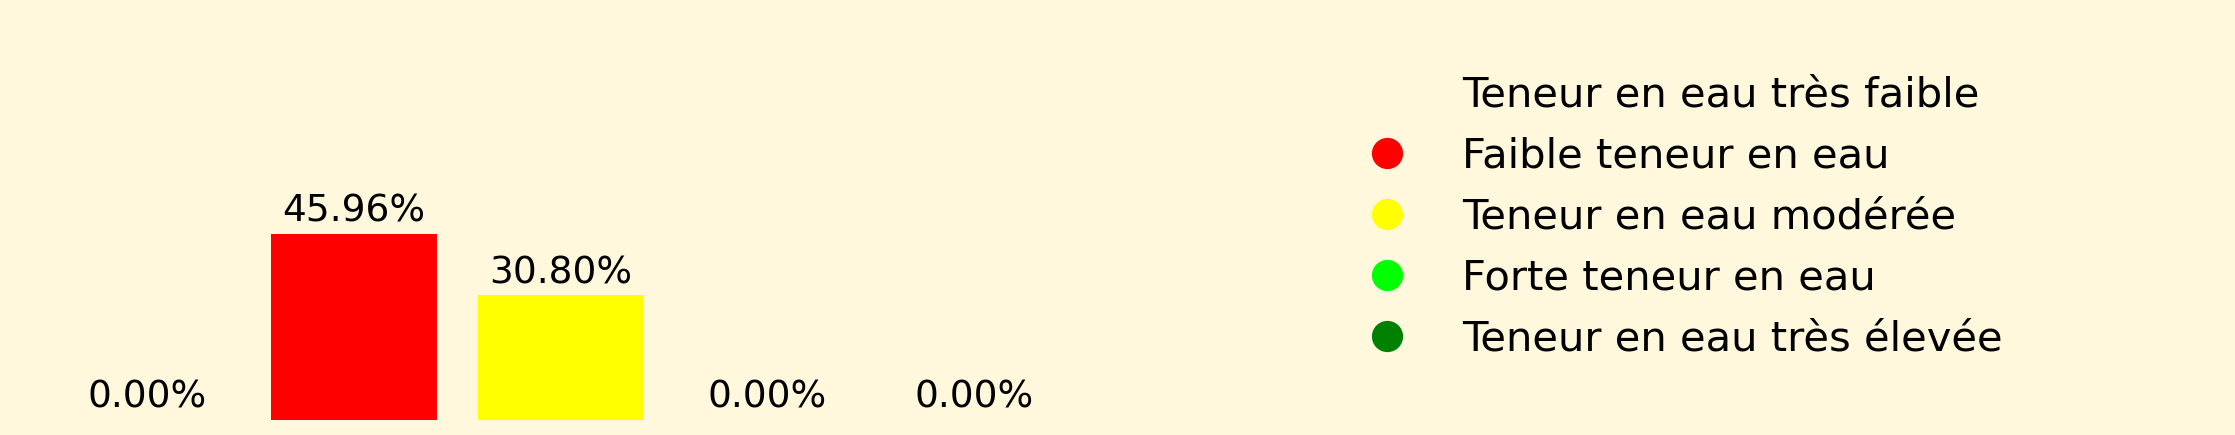 45.96%
30.80%
0.00%
0.00%
0.00%
Teneur en eau très faible
Faible teneur en eau
Teneur en eau modérée
Forte teneur en eau
Teneur en eau très élevée